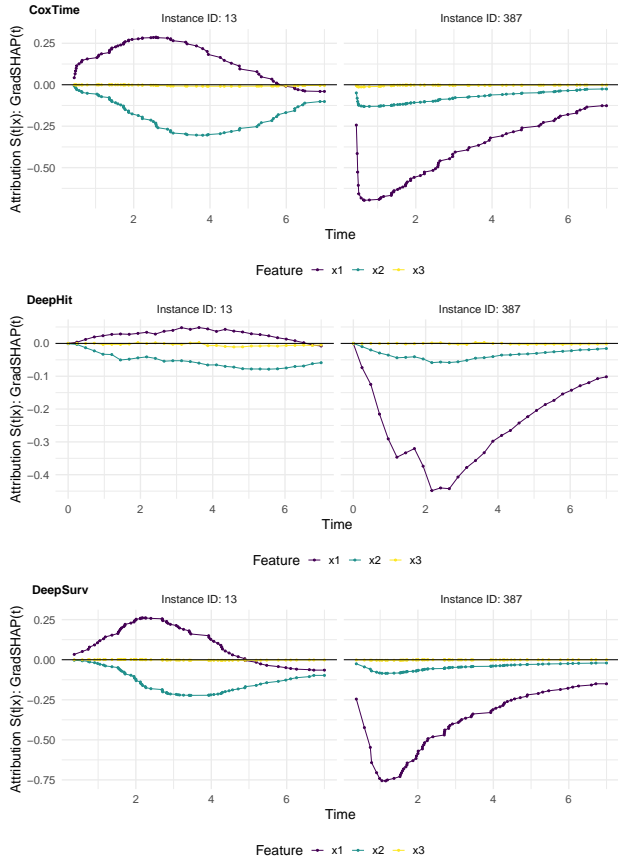 CoxTime
Instance ID: 13
Instance ID: 387
Attribution S(t|x): GradSHAP(t)
0.25
0.00
−0.25
−0.50
2
4
6
2
4
6
Time
Feature x1 x2 x3
DeepHit
Instance ID: 13
Instance ID: 387
Attribution S(t|x): GradSHAP(t)
0.0
−0.1
−0.2
−0.3
−0.4
0
2
4
6
0
2
4
6
Time
Feature x1 x2 x3
DeepSurv
Instance ID: 13
Instance ID: 387
Attribution S(t|x): GradSHAP(t)
0.25
0.00
−0.25
−0.50
−0.75
2
4
6
2
4
6
Time
Feature x1 x2 x3